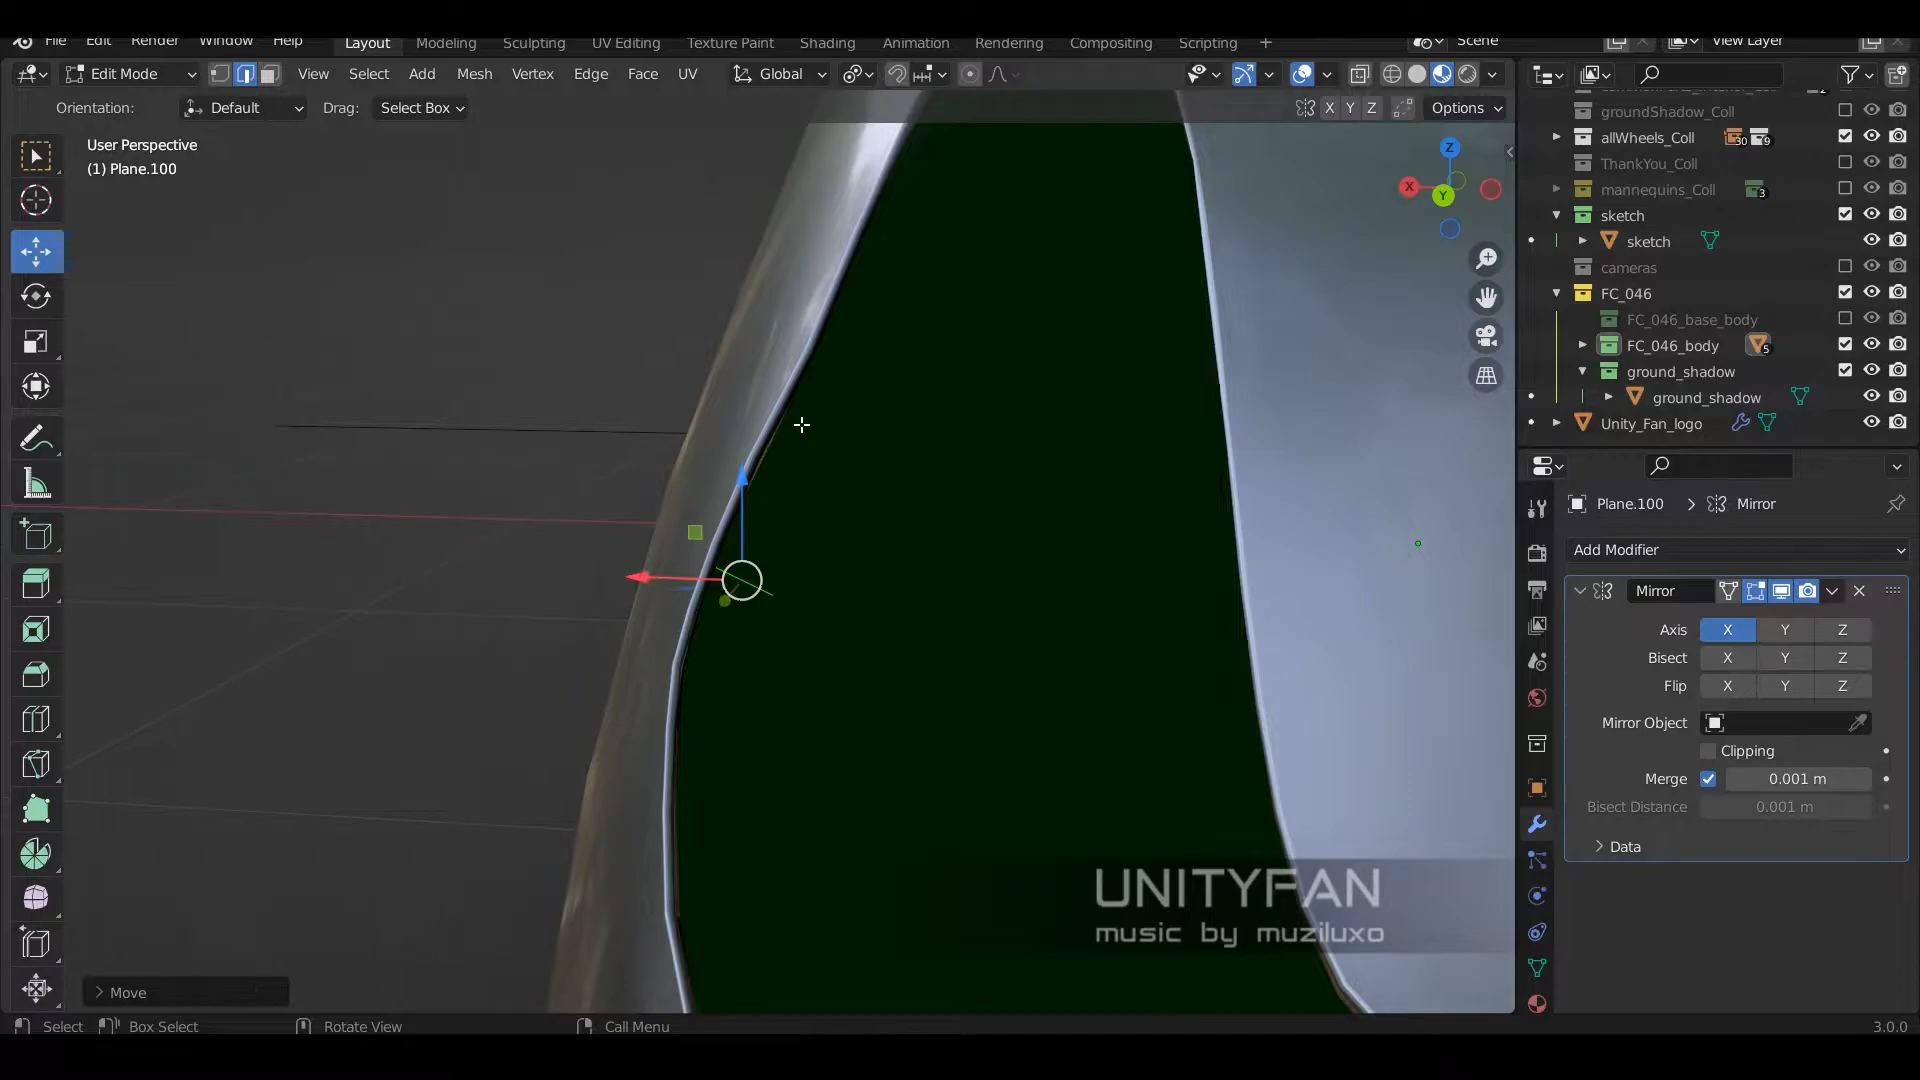 File Edit Render Window Help Layout Modeling Sculpting UV Editing Texture Paint Shading Animation Rendering Compositing Scripting + Scene View Layer
Edit Mode View Select Add Mesh Vertex Edge Face UV Global
Orientation: Default Drag: Select Box X Y Z Options
User Perspective
(1) Plane.100
Z
X
Y
groundShadow_Coll
allWheels_Coll 30 9
ThankYou_Coll
mannequins_Coll 3
sketch
sketch
cameras
FC_046
FC_046_base_body
FC_046_body 5
ground_shadow
ground_shadow
Unity_Fan_logo
Plane.100 > Mirror
Add Modifier
Mirror
Axis X Y Z
Bisect X Y Z
Flip X Y Z
Mirror Object
Clipping
Merge 0.001 m
Bisect Distance 0.001 m
Data
UNITYFAN
music by muziluxo
Move
Select Box Select Rotate View Call Menu 3.0.0